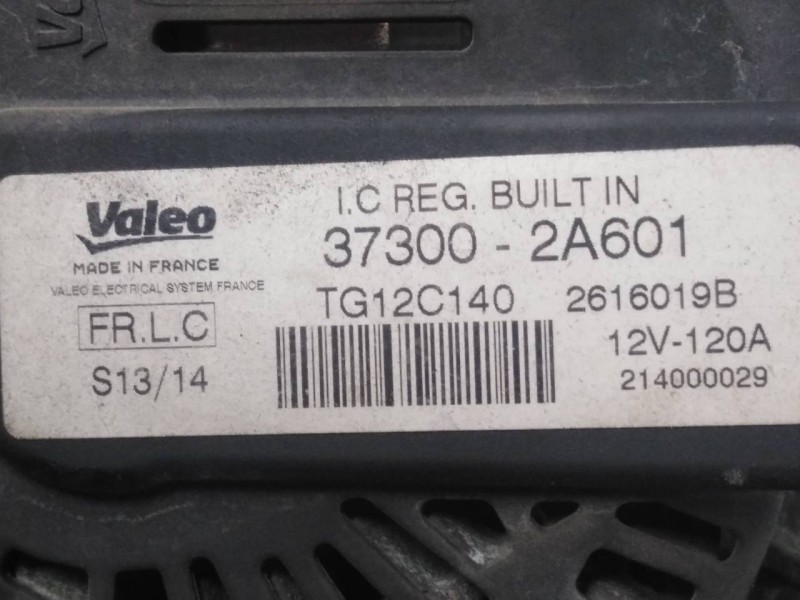 Valeo
MADE IN FRANCE
VALEO ELECTRICAL SYSTEM FRANCE
FR.L.C
S13/14
I.C REG. BUILT IN
37300 - 2A601
TG12C140 2616019B
12V-120A
214000029